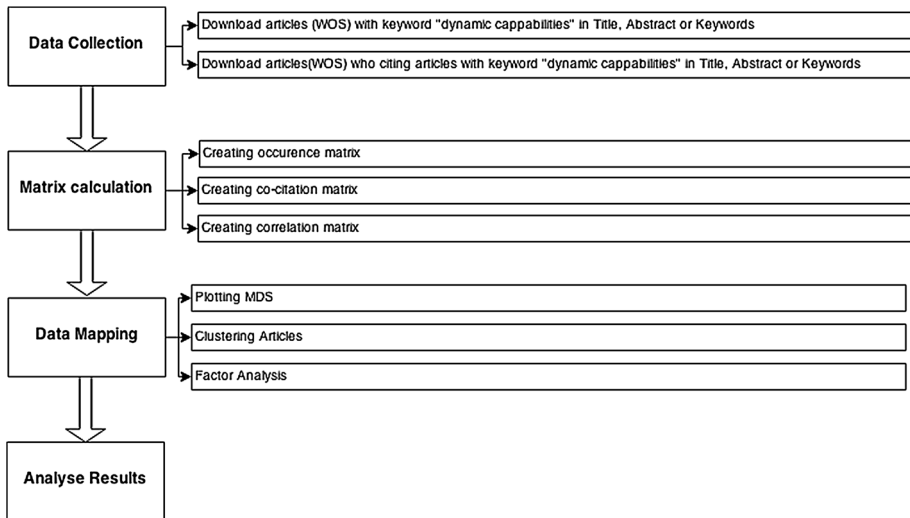 Data Collection
Download articles (WOS) with keyword "dynamic cappabilities" in Title, Abstract or Keywords
Download articles(WOS) who citing articles with keyword "dynamic cappabilities" in Title, Abstract or Keywords
Matrix calculation
Creating occurence matrix
Creating co-citation matrix
Creating correlation matrix
Data Mapping
Plotting MDS
Clustering Articles
Factor Analysis
Analyse Results